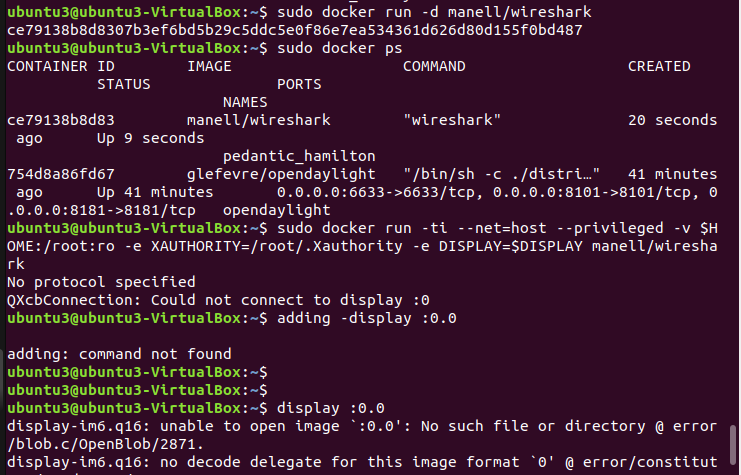 ubuntu3@ubuntu3-VirtualBox:~$ sudo docker run -d manell/wireshark
ce79138b8d8307b3ef6bd5b29c5ddc5e0f86e7ea534361d626d80d155f0bd487
ubuntu3@ubuntu3-VirtualBox:~$ sudo docker ps
CONTAINER ID        IMAGE                   COMMAND                  CREATED
          STATUS              PORTS
                        NAMES
ce79138b8d83        manell/wireshark        "wireshark"              20 seconds
 ago      Up 9 seconds
                        pedantic_hamilton
754d8a86fd67        glefevre/opendaylight   "/bin/sh -c ./distri…"   41 minutes
 ago      Up 41 minutes       0.0.0.0:6633->6633/tcp, 0.0.0.0:8101->8101/tcp, 0
.0.0.0:8181->8181/tcp   opendaylight
ubuntu3@ubuntu3-VirtualBox:~$ sudo docker run -ti --net=host --privileged -v $H
OME:/root:ro -e XAUTHORITY=/root/.Xauthority -e DISPLAY=$DISPLAY manell/wiresha
rk
No protocol specified
QXcbConnection: Could not connect to display :0
ubuntu3@ubuntu3-VirtualBox:~$ adding -display :0.0
adding: command not found
ubuntu3@ubuntu3-VirtualBox:~$
ubuntu3@ubuntu3-VirtualBox:~$
ubuntu3@ubuntu3-VirtualBox:~$ display :0.0
display-im6.q16: unable to open image `:0.0': No such file or directory @ error
/blob.c/OpenBlob/2871.
display-im6.q16: no decode delegate for this image format `0' @ error/constitut